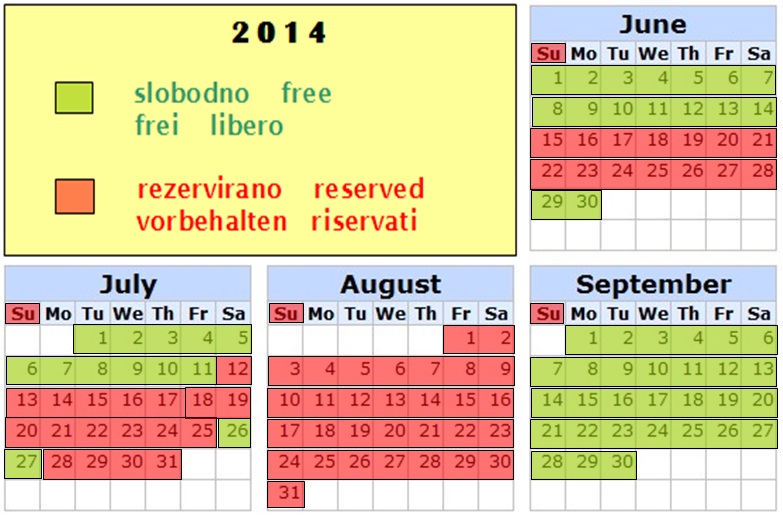 2014
slobodno free
frei libero
rezervirano reserved
vorbehalten riservati
June
Su Mo Tu We Th Fr Sa
1 2 3 4 5 6 7
8 9 10 11 12 13 14
15 16 17 18 19 20 21
22 23 24 25 26 27 28
29 30
July
Su Mo Tu We Th Fr Sa
1 2 3 4 5
6 7 8 9 10 11 12
13 14 15 16 17 18 19
20 21 22 23 24 25 26
27 28 29 30 31
August
Su Mo Tu We Th Fr Sa
1 2
3 4 5 6 7 8 9
10 11 12 13 14 15 16
17 18 19 20 21 22 23
24 25 26 27 28 29 30
31
September
Su Mo Tu We Th Fr Sa
1 2 3 4 5 6
7 8 9 10 11 12 13
14 15 16 17 18 19 20
21 22 23 24 25 26 27
28 29 30